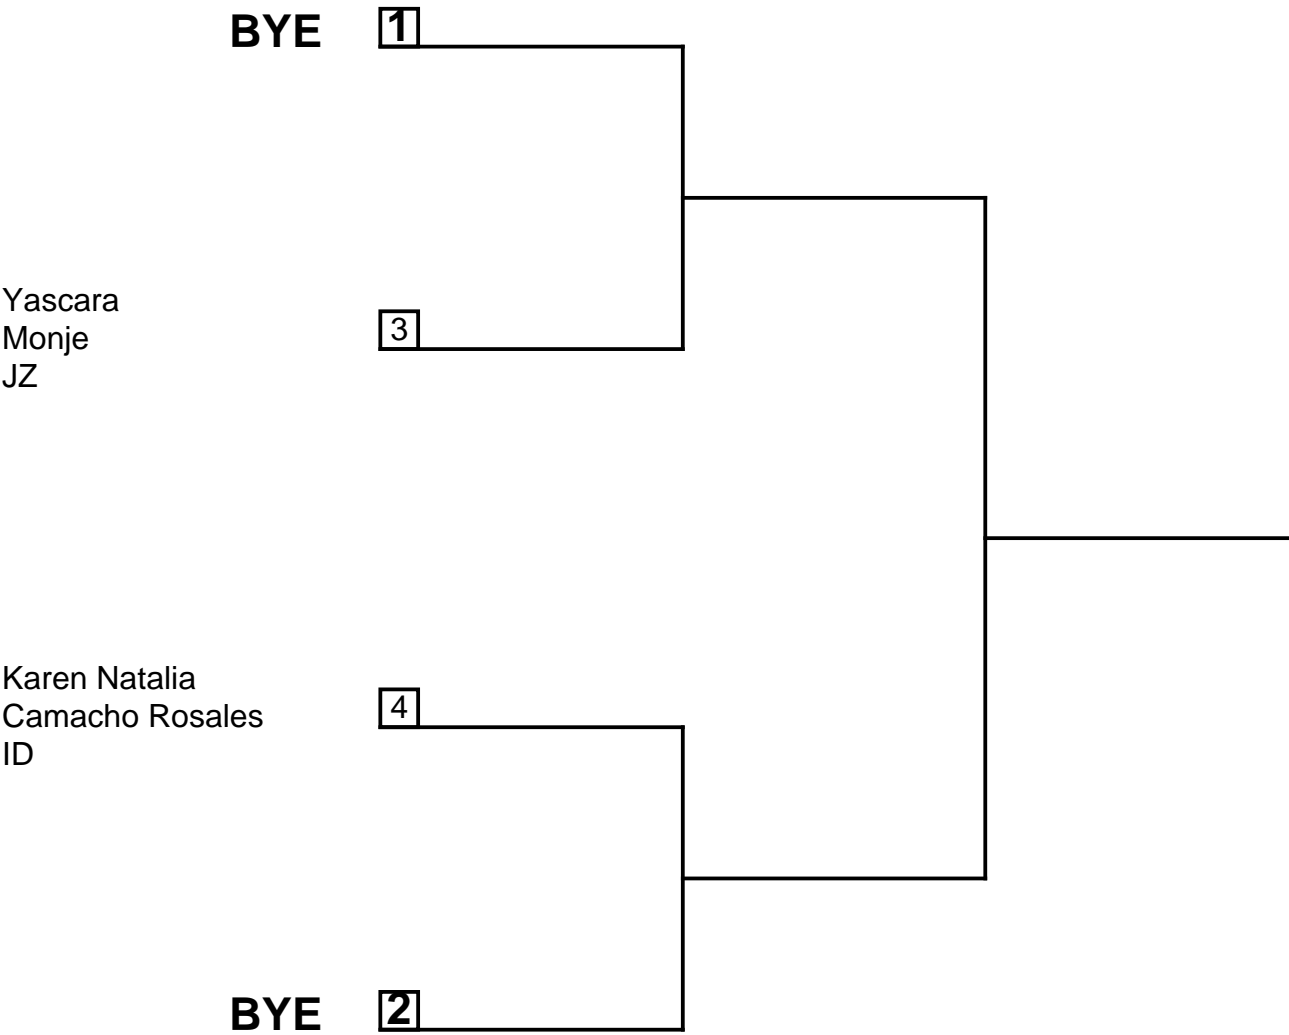 BYE 1
Yascara
Monje
JZ
3
Karen Natalia
Camacho Rosales
ID
4
BYE 2